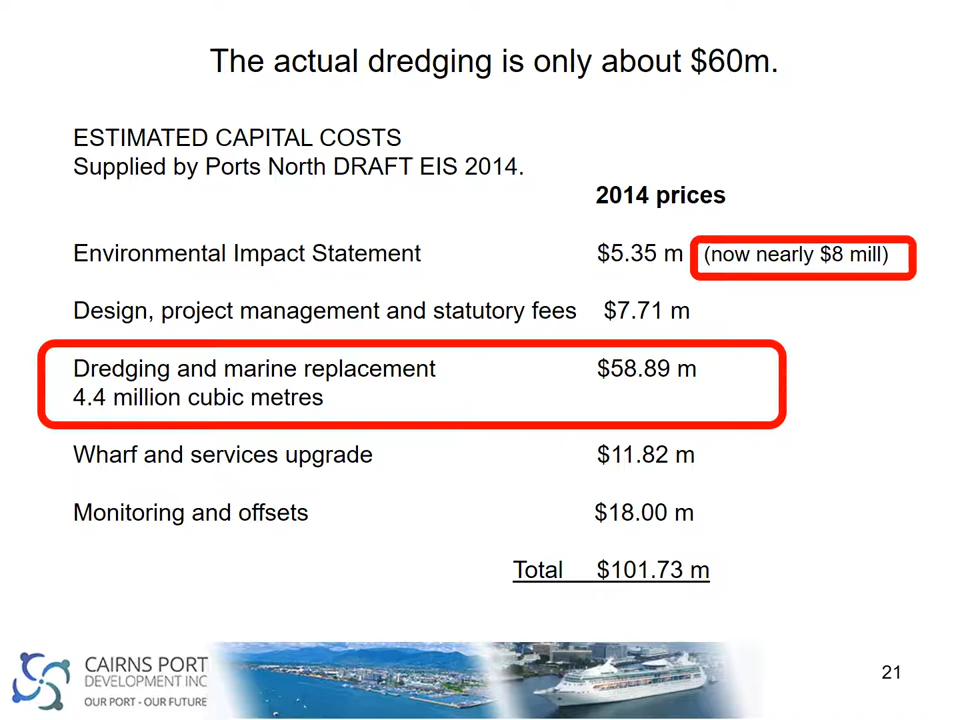 The actual dredging is only about $60m.
ESTIMATED CAPITAL COSTS
Supplied by Ports North DRAFT EIS 2014.
2014 prices
Environmental Impact Statement $5.35 m (now nearly $8 mill)
Design, project management and statutory fees $7.71 m
Dredging and marine replacement $58.89 m
4.4 million cubic metres
Wharf and services upgrade $11.82 m
Monitoring and offsets $18.00 m
Total $101.73 m
CAIRNS PORT
DEVELOPMENT INC
OUR PORT - OUR FUTURE
21